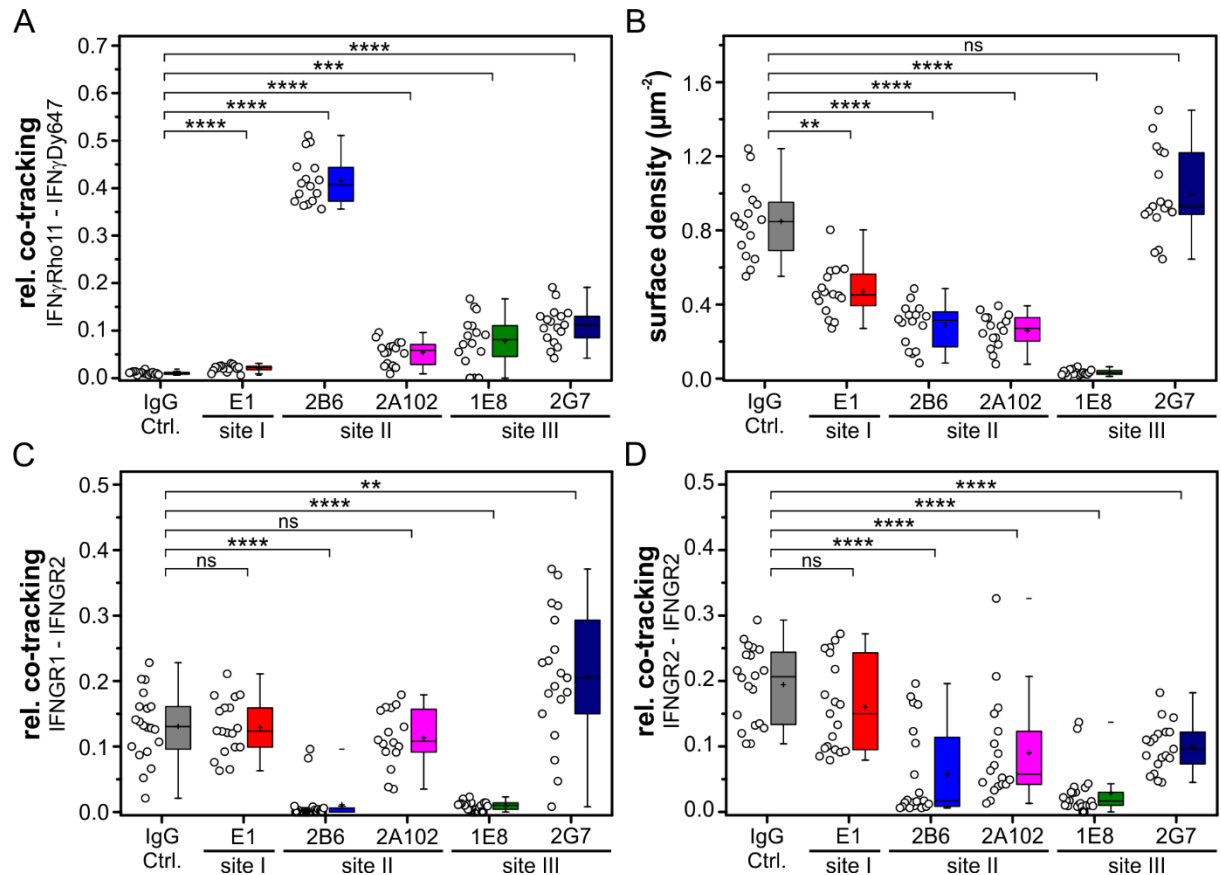 A
rel. co-tracking
IFNγRho11 - IFNγDy647
0.7
0.6
0.5
0.4
0.3
0.2
0.1
0.0
****
***
****
****
****
IgG Ctrl.
E1
2B6
2A102
1E8
2G7
site I
site II
site III
B
surface density (µm-2)
1.6
1.2
0.8
0.4
0.0
ns
****
****
****
**
IgG Ctrl.
E1
2B6
2A102
1E8
2G7
site I
site II
site III
C
rel. co-tracking
IFNGR1 - IFNGR2
0.5
0.4
0.3
0.2
0.1
0.0
**
****
ns
****
ns
IgG Ctrl.
E1
2B6
2A102
1E8
2G7
site I
site II
site III
D
rel. co-tracking
IFNGR2 - IFNGR2
0.5
0.4
0.3
0.2
0.1
0.0
****
****
****
****
ns
IgG Ctrl.
E1
2B6
2A102
1E8
2G7
site I
site II
site III